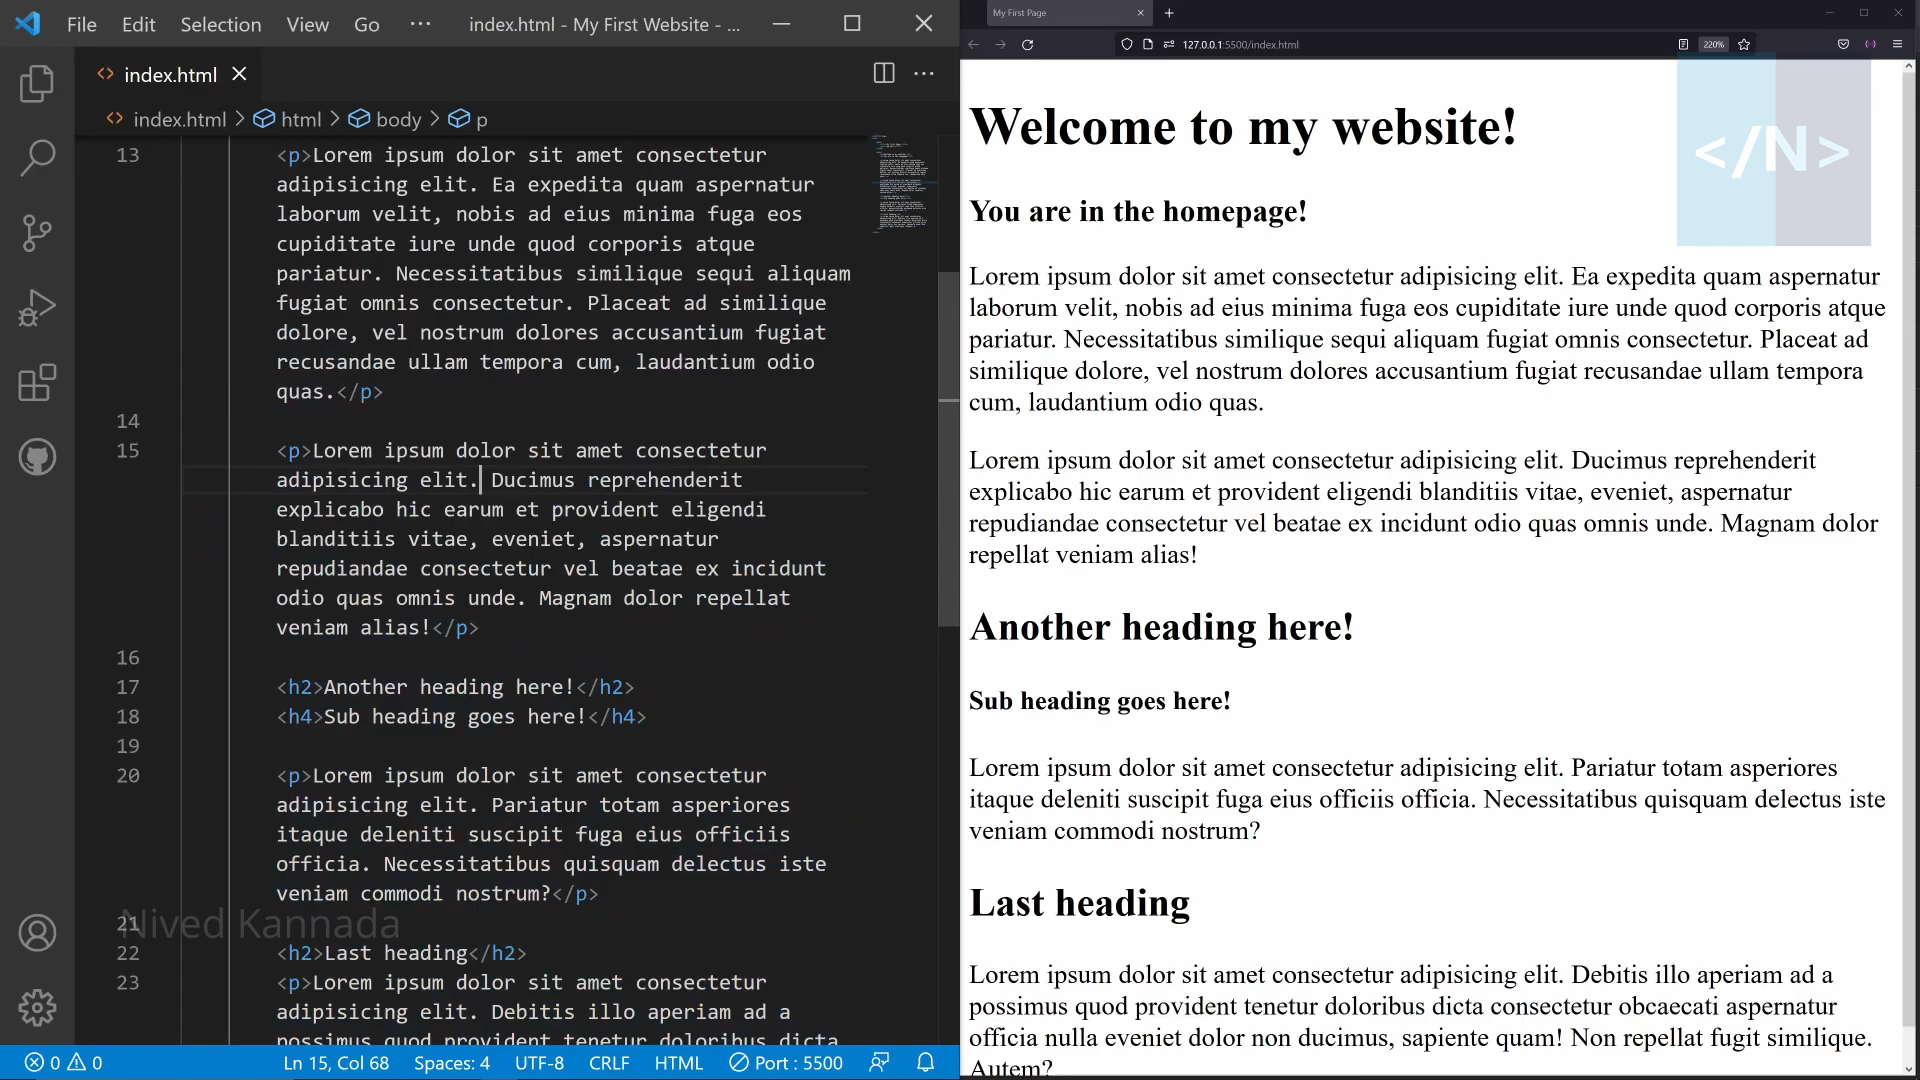 File Edit Selection View Go ··· index.html - My First Website - ...
index.html
index.html > html > body > p
13 <p>Lorem ipsum dolor sit amet consectetur
adipisicing elit. Ea expedita quam aspernatur
laborum velit, nobis ad eius minima fuga eos
cupiditate iure unde quod corporis atque
pariatur. Necessitatibus similique sequi aliquam
fugiat omnis consectetur. Placeat ad similique
dolore, vel nostrum dolores accusantium fugiat
recusandae ullam tempora cum, laudantium odio
quas.</p>
14
15 <p>Lorem ipsum dolor sit amet consectetur
adipisicing elit. Ducimus reprehenderit
explicabo hic earum et provident eligendi
blanditiis vitae, eveniet, aspernatur
repudiandae consectetur vel beatae ex incidunt
odio quas omnis unde. Magnam dolor repellat
veniam alias!</p>
16
17 <h2>Another heading here!</h2>
18 <h4>Sub heading goes here!</h4>
19
20 <p>Lorem ipsum dolor sit amet consectetur
adipisicing elit. Pariatur totam asperiores
itaque deleniti suscipit fuga eius officiis
officia. Necessitatibus quisquam delectus iste
veniam commodi nostrum?</p>
21
Nived Kannada
22 <h2>Last heading</h2>
23 <p>Lorem ipsum dolor sit amet consectetur
adipisicing elit. Debitis illo aperiam ad a
possimus quod provident tenetur doloribus dicta
0 0 Ln 15, Col 68 Spaces: 4 UTF-8 CRLF HTML Port : 5500
My First Page
127.0.0.1:5500/index.html 220%
</N>
Welcome to my website!
You are in the homepage!
Lorem ipsum dolor sit amet consectetur adipisicing elit. Ea expedita quam aspernatur
laborum velit, nobis ad eius minima fuga eos cupiditate iure unde quod corporis atque
pariatur. Necessitatibus similique sequi aliquam fugiat omnis consectetur. Placeat ad
similique dolore, vel nostrum dolores accusantium fugiat recusandae ullam tempora
cum, laudantium odio quas.
Lorem ipsum dolor sit amet consectetur adipisicing elit. Ducimus reprehenderit
explicabo hic earum et provident eligendi blanditiis vitae, eveniet, aspernatur
repudiandae consectetur vel beatae ex incidunt odio quas omnis unde. Magnam dolor
repellat veniam alias!
Another heading here!
Sub heading goes here!
Lorem ipsum dolor sit amet consectetur adipisicing elit. Pariatur totam asperiores
itaque deleniti suscipit fuga eius officiis officia. Necessitatibus quisquam delectus iste
veniam commodi nostrum?
Last heading
Lorem ipsum dolor sit amet consectetur adipisicing elit. Debitis illo aperiam ad a
possimus quod provident tenetur doloribus dicta consectetur obcaecati aspernatur
officia nulla eveniet dolor non ducimus, sapiente quam! Non repellat fugit similique.
Autem?